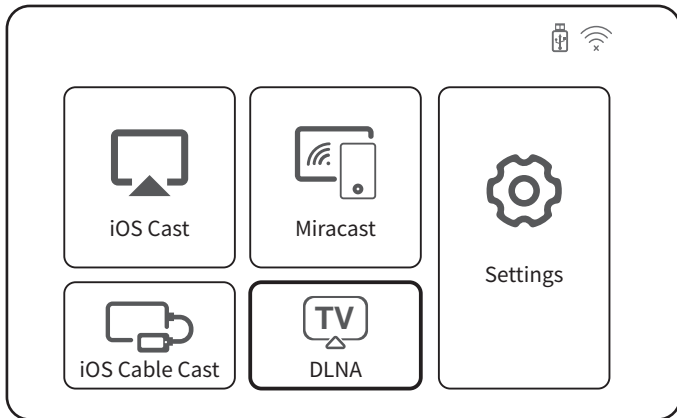 iOS Cast
Miracast
Settings
iOS Cable Cast
TV
DLNA